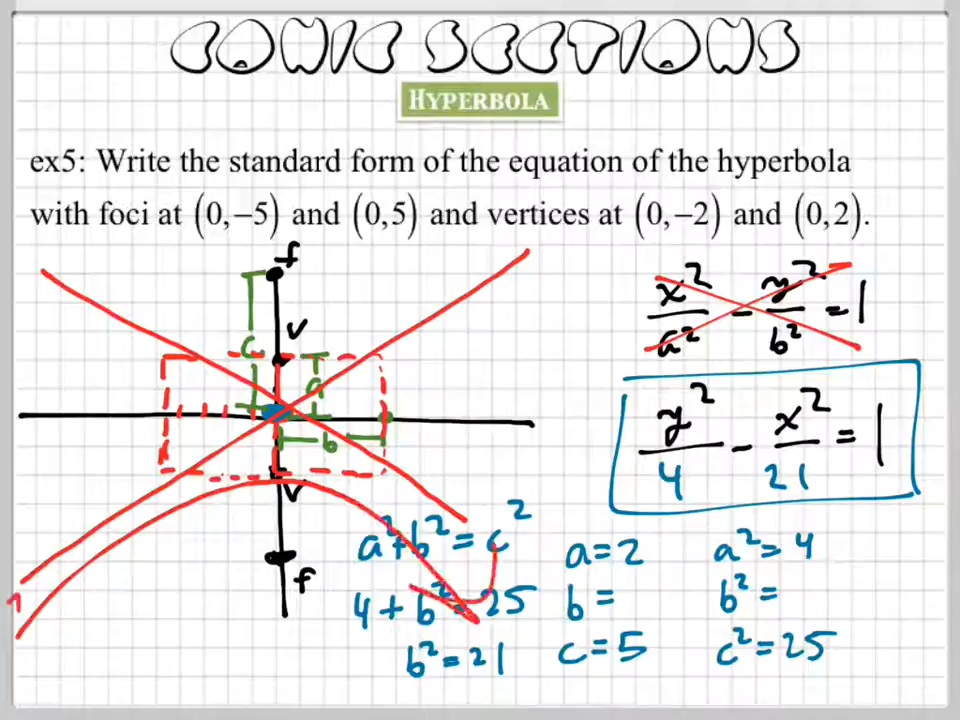 CONIC SECTIONS
HYPERBOLA
ex5: Write the standard form of the equation of the hyperbola
with foci at (0,−5) and (0,5) and vertices at (0,−2) and (0,2).
f
v
c
a
b
v
f
x²/a² − y²/b² = 1
y²/4 − x²/21 = 1
a²+b² = c²
4 + b² = 25
b² = 21
a = 2
b =
c = 5
a² = 4
b² =
c² = 25